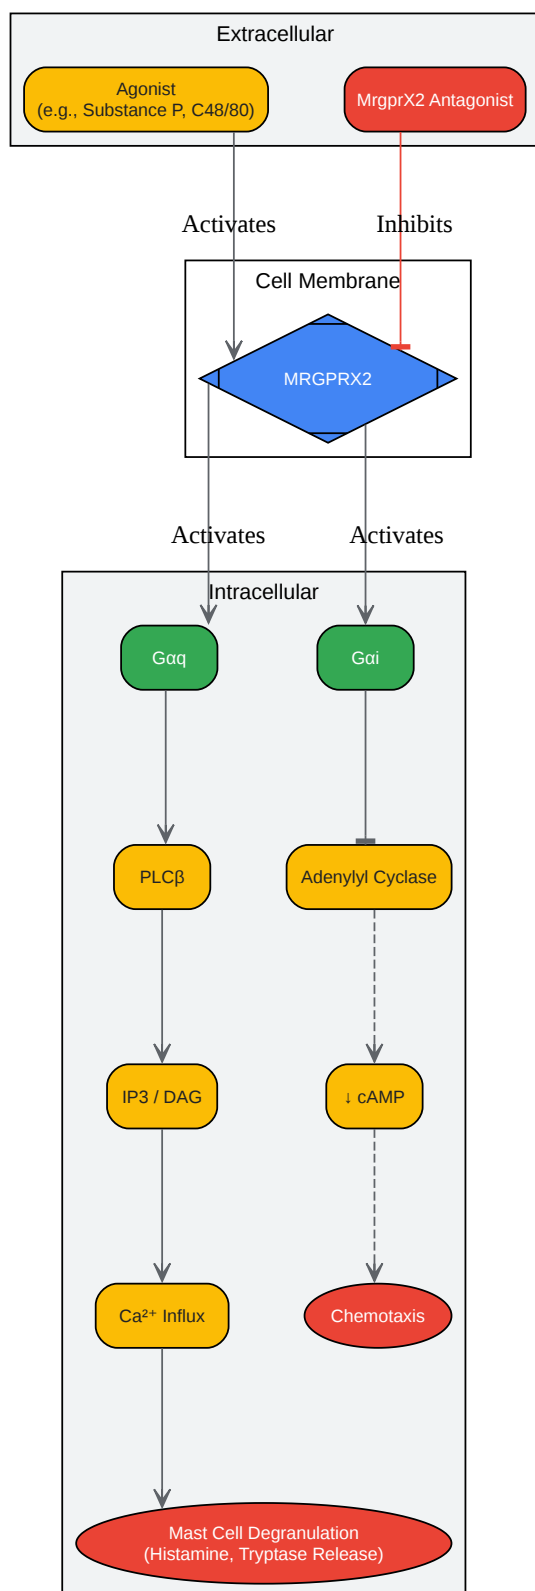 Extracellular
Agonist
(e.g., Substance P, C48/80)
MrgprX2 Antagonist
Activates
Inhibits
Cell Membrane
MRGPRX2
Activates
Activates
Intracellular
Gαq
Gαi
PLCβ
Adenylyl Cyclase
IP3 / DAG
↓ cAMP
Ca²⁺ Influx
Chemotaxis
Mast Cell Degranulation
(Histamine, Tryptase Release)